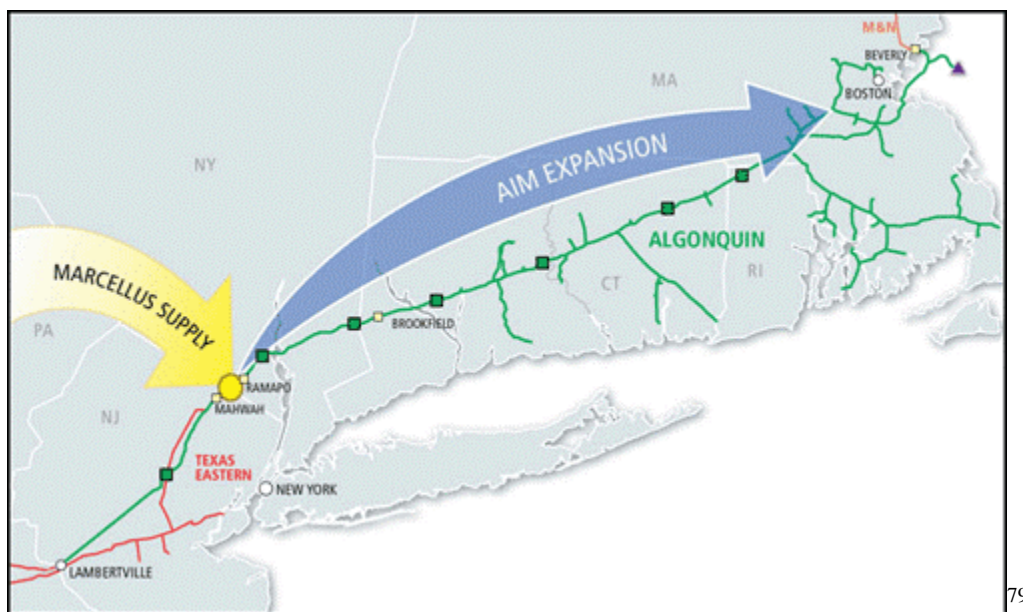 M&N
BEVERLY
BOSTON
MA
NY
AIM EXPANSION
ALGONQUIN
MARCELLUS SUPPLY
CT
RI
PA
BROOKFIELD
RAMAPO
MAHWAH
NJ
TEXAS
EASTERN
NEW YORK
LAMBERTVILLE
79